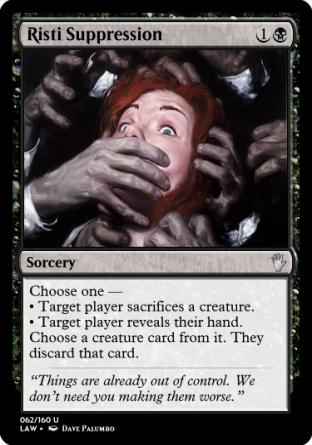 Risti Suppression 1
Sorcery
Choose one —
• Target player sacrifices a creature.
• Target player reveals their hand.
Choose a creature card from it. They
discard that card.
“Things are already out of control. We
don’t need you making them worse.”
062/160 U
LAW • Dave Palumbo